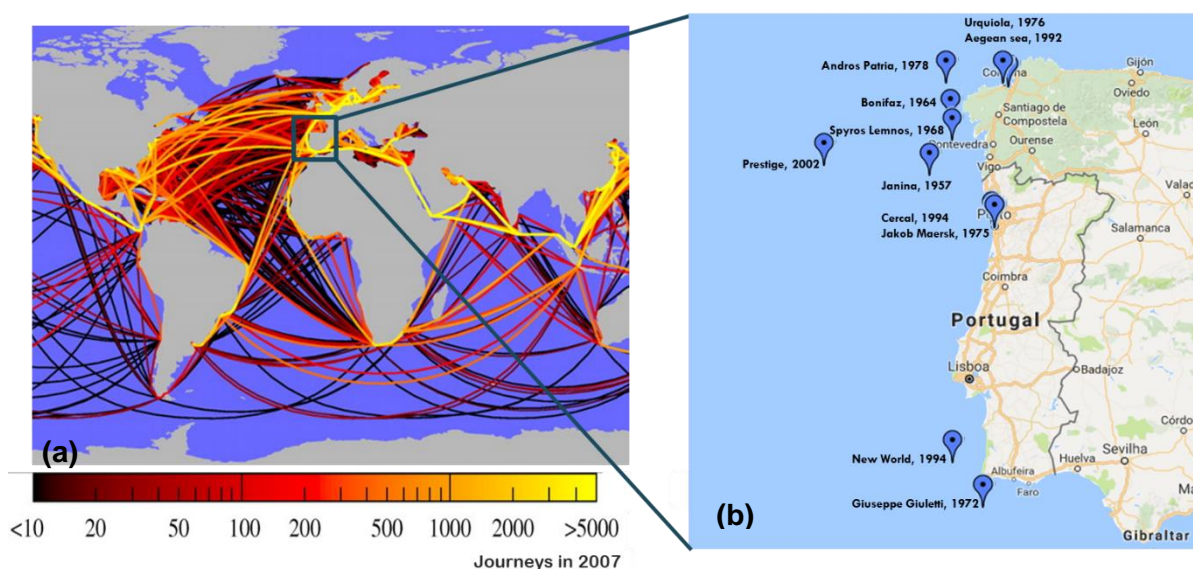 (a)
<10 20 50 100 200 500 1000 2000 >5000
Journeys in 2007
Urquiola, 1976
Aegean sea, 1992
Andros Patria, 1978
Bonifaz, 1964
Spyros Lemnos, 1968
Prestige, 2002
Janina, 1957
Cercal, 1994
Jakob Maersk, 1975
New World, 1994
Giuseppe Giuletti, 1972
Gijón
Oviedo
Santiago de
Compostela
León
Pontevedra
Ourense
Vigo
Porto
Salamanca
Coimbra
Portugal
Lisboa
Badajoz
Albufeira
Faro
Huelva
Sevilha
Gibraltar
(b)